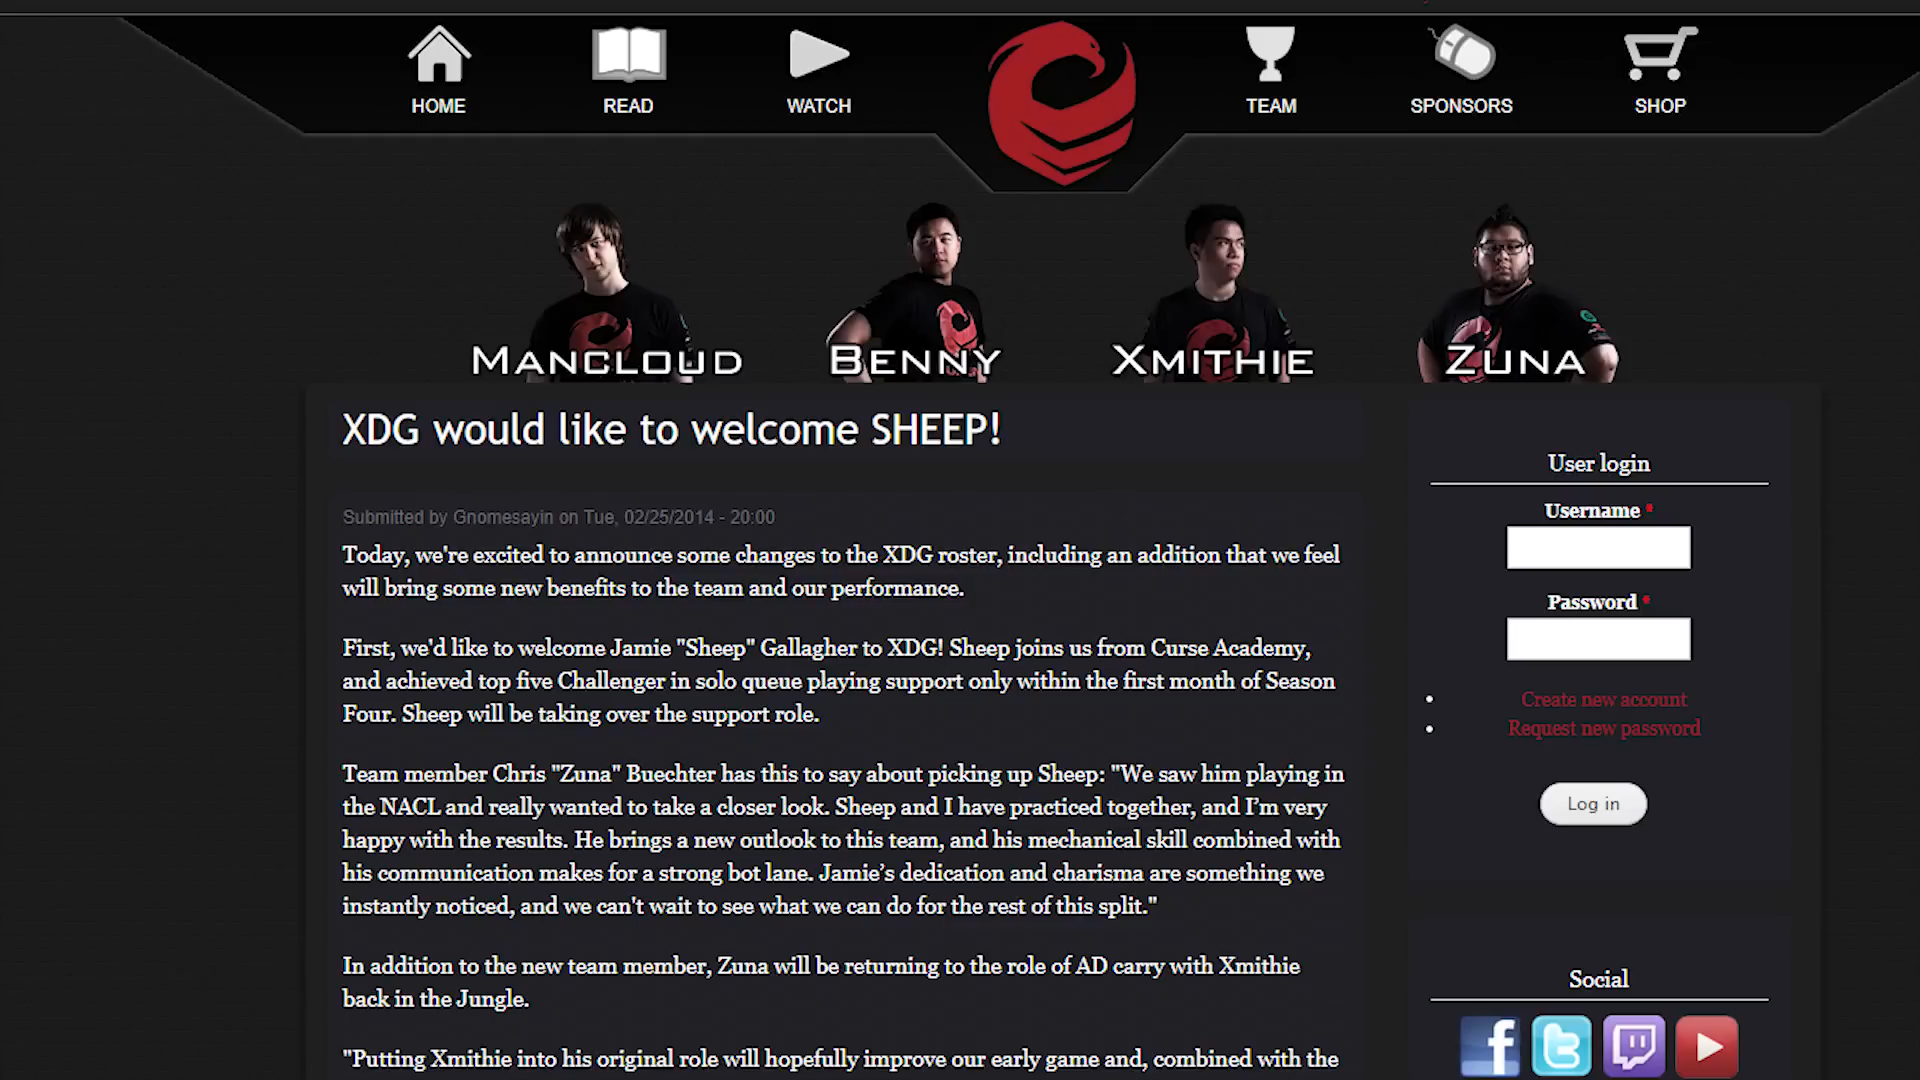 HOME
READ
WATCH
TEAM
SPONSORS
SHOP
MANCLOUD
BENNY
XMITHIE
ZUNA
XDG would like to welcome SHEEP!
Submitted by Gnomesayin on Tue, 02/25/2014 - 20:00
Today, we're excited to announce some changes to the XDG roster, including an addition that we feel
will bring some new benefits to the team and our performance.
First, we'd like to welcome Jamie "Sheep" Gallagher to XDG! Sheep joins us from Curse Academy,
and achieved top five Challenger in solo queue playing support only within the first month of Season
Four. Sheep will be taking over the support role.
Team member Chris "Zuna" Buechter has this to say about picking up Sheep: "We saw him playing in
the NACL and really wanted to take a closer look. Sheep and I have practiced together, and I’m very
happy with the results. He brings a new outlook to this team, and his mechanical skill combined with
his communication makes for a strong bot lane. Jamie’s dedication and charisma are something we
instantly noticed, and we can't wait to see what we can do for the rest of this split."
In addition to the new team member, Zuna will be returning to the role of AD carry with Xmithie
back in the Jungle.
"Putting Xmithie into his original role will hopefully improve our early game and, combined with the
User login
Username *
Password *
Create new account
Request new password
Log in
Social